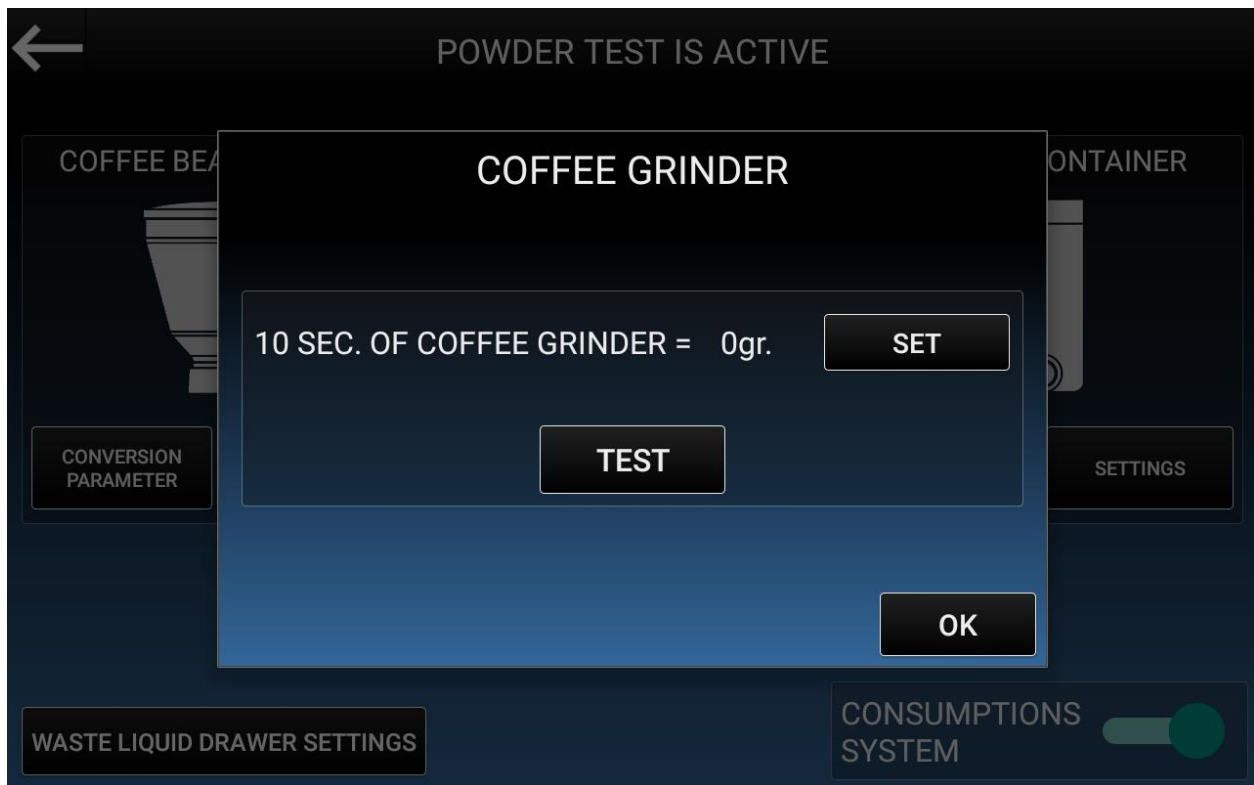 POWDER TEST IS ACTIVE
COFFEE BEA
ONTAINER
COFFEE GRINDER
10 SEC. OF COFFEE GRINDER = 0gr.
SET
TEST
CONVERSION
PARAMETER
SETTINGS
OK
WASTE LIQUID DRAWER SETTINGS
CONSUMPTIONS
SYSTEM